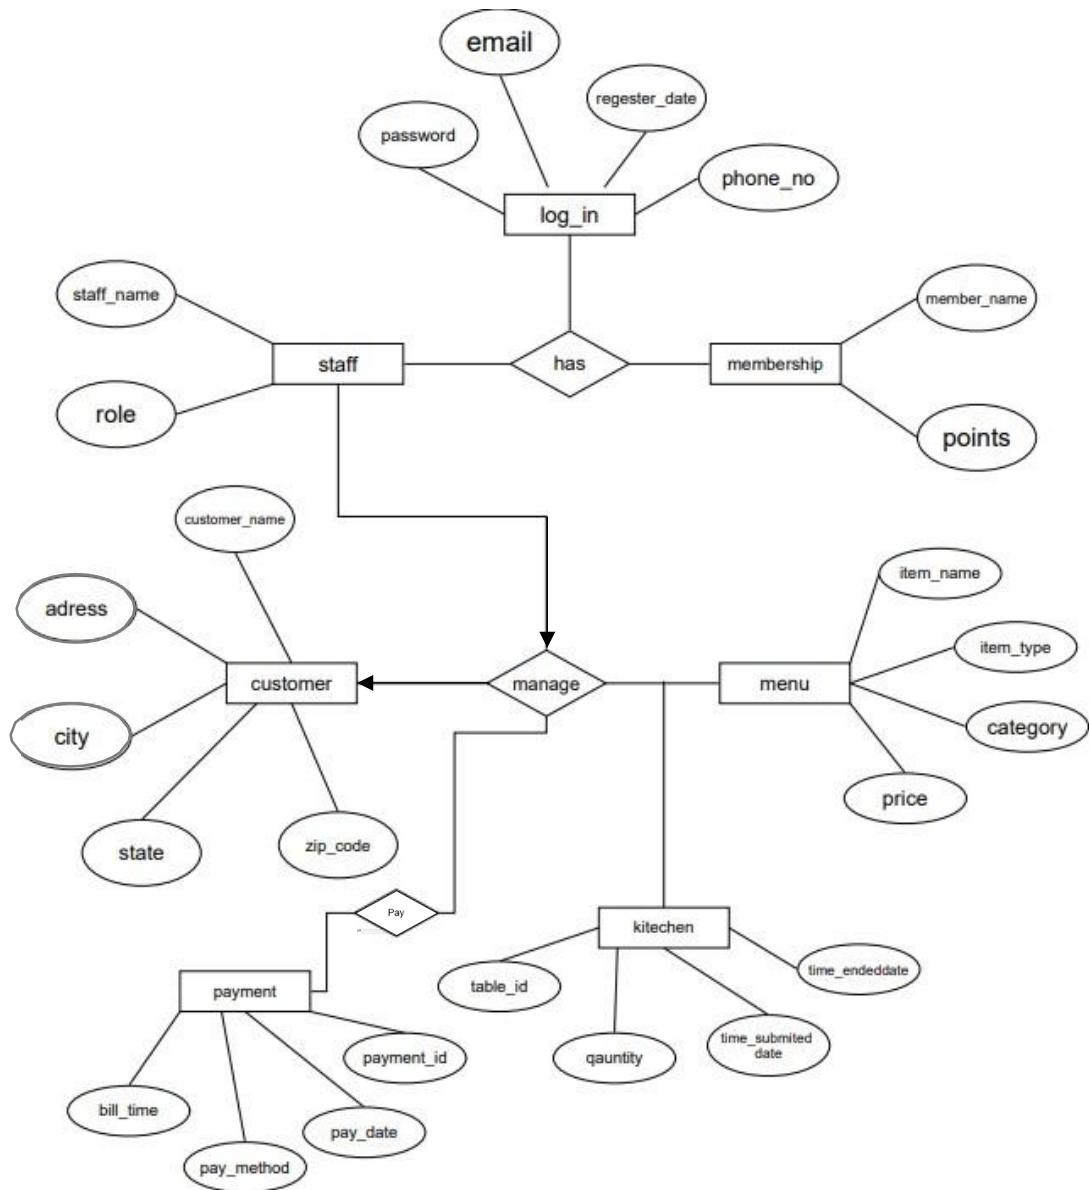 email
regester_date
password
phone_no
log_in
staff_name
member_name
staff
has
membership
role
points
customer_name
item_name
adress
item_type
customer
manage
menu
city
category
price
state
zip_code
Pay
kitechen
time_endeddate
table_id
payment
time_submited
date
payment_id
qauntity
bill_time
pay_date
pay_method